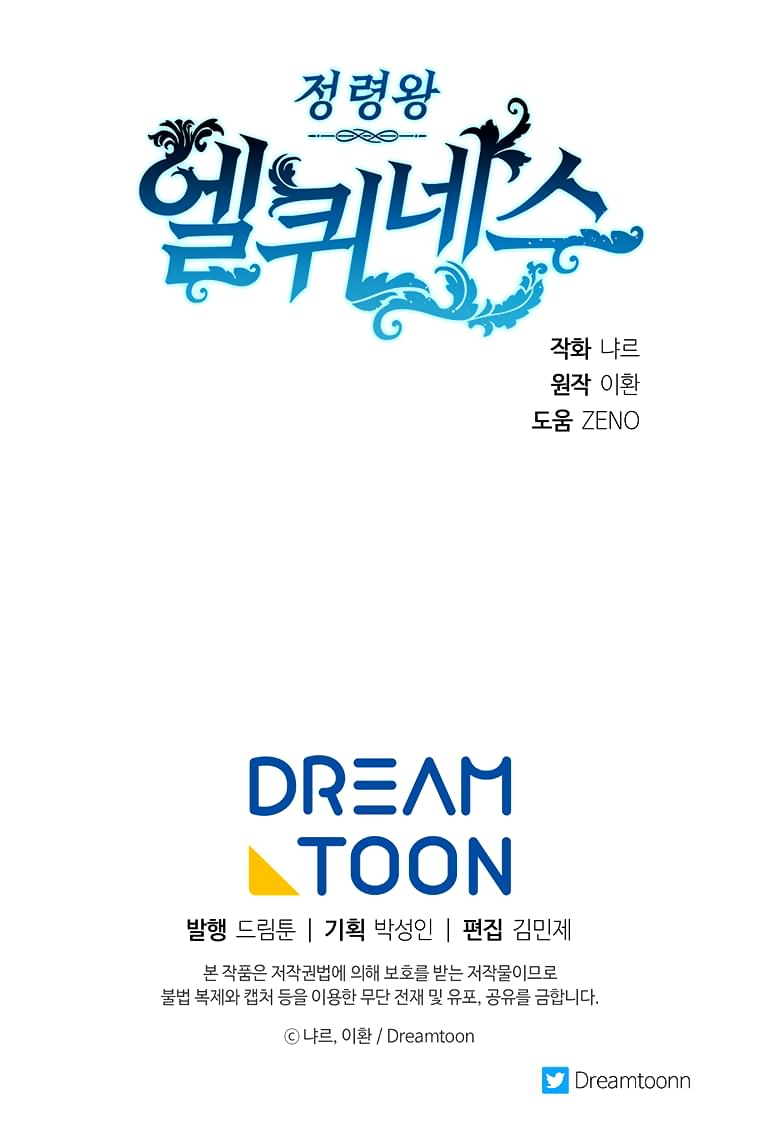 정령왕
엘퀴네스
작화 냐르
원작 이환
도움 ZENO
DREAM
TOON
발행 드림툰 | 기획 박성인 | 편집 김민제
본 작품은 저작권법에 의해 보호를 받는 저작물이므로
불법 복제와 캡처 등을 이용한 무단 전재 및 유포, 공유를 금합니다.
ⓒ 냐르, 이환 / Dreamtoon
Dreamtoonn